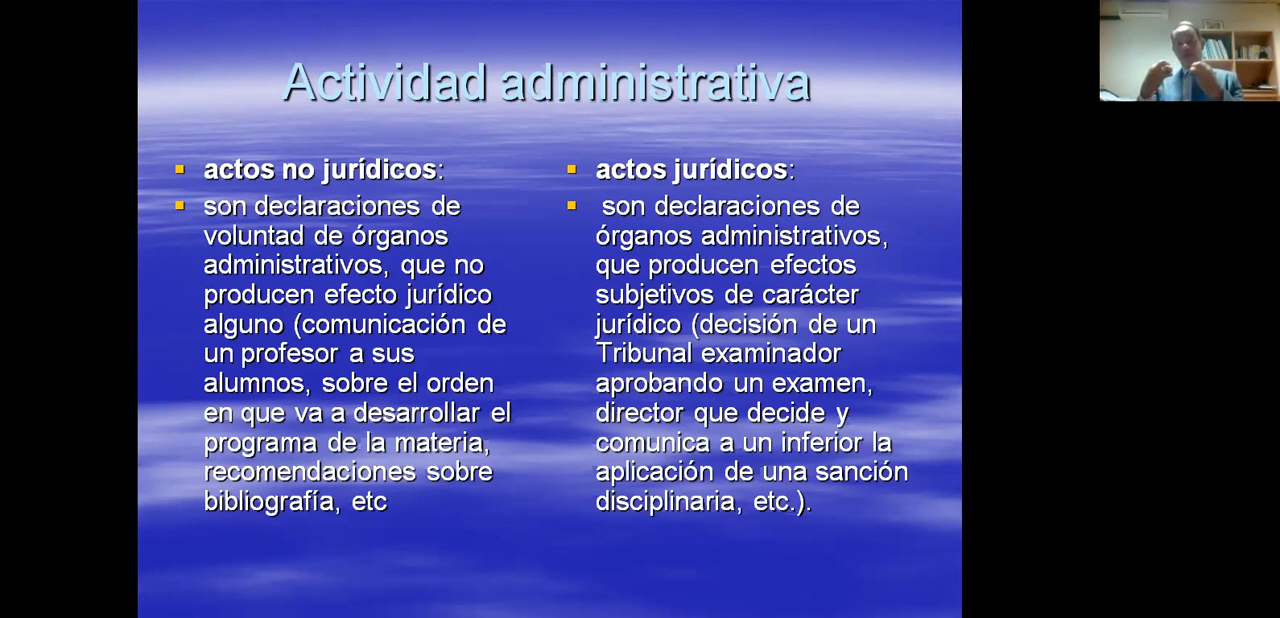 Actividad administrativa
actos no jurídicos:
son declaraciones de
voluntad de órganos
administrativos, que no
producen efecto jurídico
alguno (comunicación de
un profesor a sus
alumnos, sobre el orden
en que va a desarrollar el
programa de la materia,
recomendaciones sobre
bibliografía, etc
actos jurídicos:
son declaraciones de
órganos administrativos,
que producen efectos
subjetivos de carácter
jurídico (decisión de un
Tribunal examinador
aprobando un examen,
director que decide y
comunica a un inferior la
aplicación de una sanción
disciplinaria, etc.).